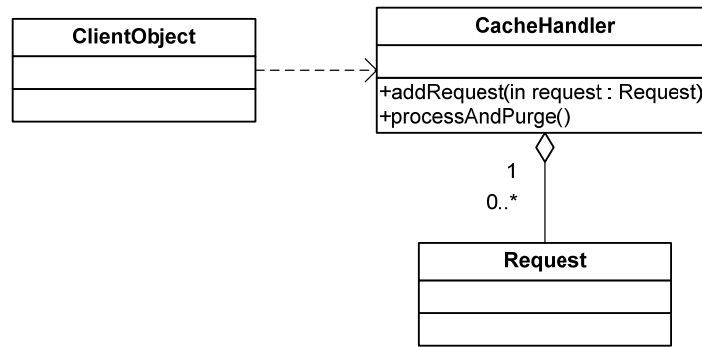 ClientObject
CacheHandler
+addRequest(in request : Request)
+processAndPurge()
1
0..*
Request